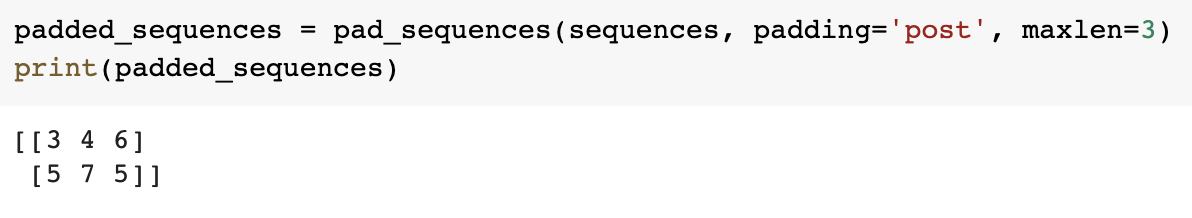 padded_sequences = pad_sequences(sequences, padding='post', maxlen=3)
print(padded_sequences)
[[3 4 6]
 [5 7 5]]